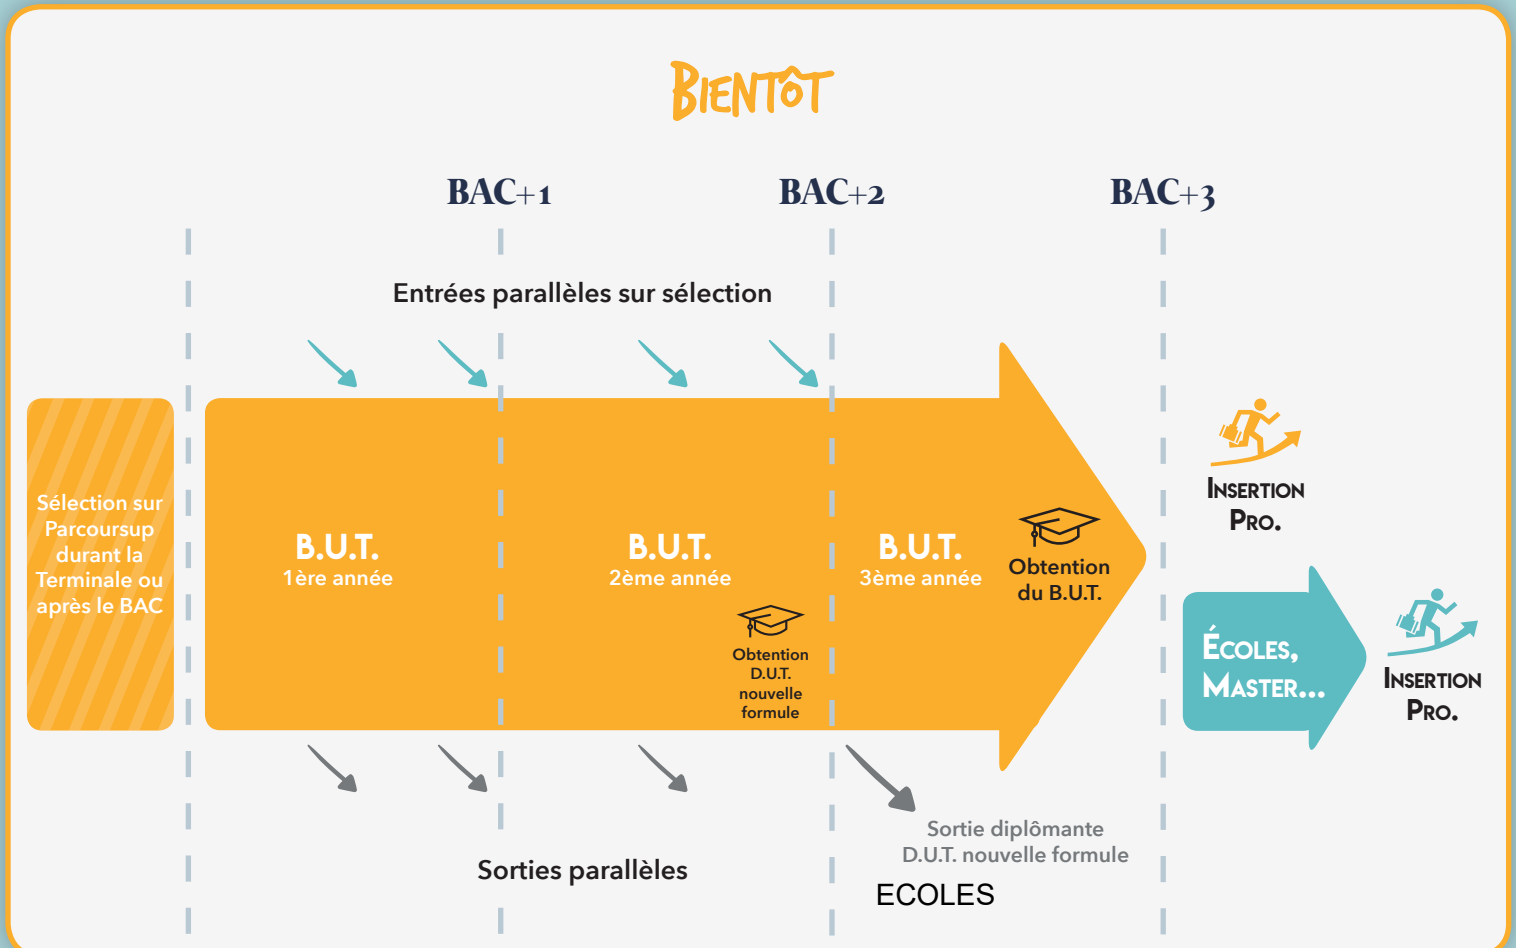 BIENTÔT
BAC+1
BAC+2
BAC+3
Entrées parallèles sur sélection
Sélection sur
Parcoursup
durant la
Terminale ou
après le BAC
B.U.T.
1ère année
B.U.T.
2ème année
Obtention
D.U.T.
nouvelle
formule
B.U.T.
3ème année
Obtention
du B.U.T.
INSERTION
PRO.
ÉCOLES,
MASTER...
INSERTION
PRO.
Sorties parallèles
Sortie diplômante
D.U.T. nouvelle formule
ECOLES